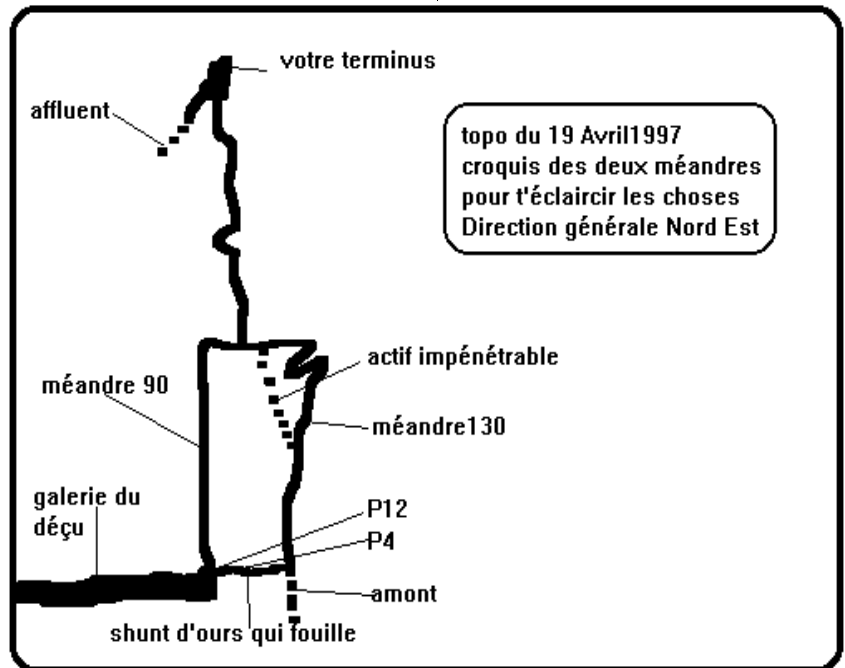 votre terminus
affluent
topo du 19 Avril1997
croquis des deux méandres
pour t'éclaircir les choses
Direction générale Nord Est
actif impénétrable
méandre 90
méandre130
galerie du
déçu
P12
P4
amont
shunt d'ours qui fouille